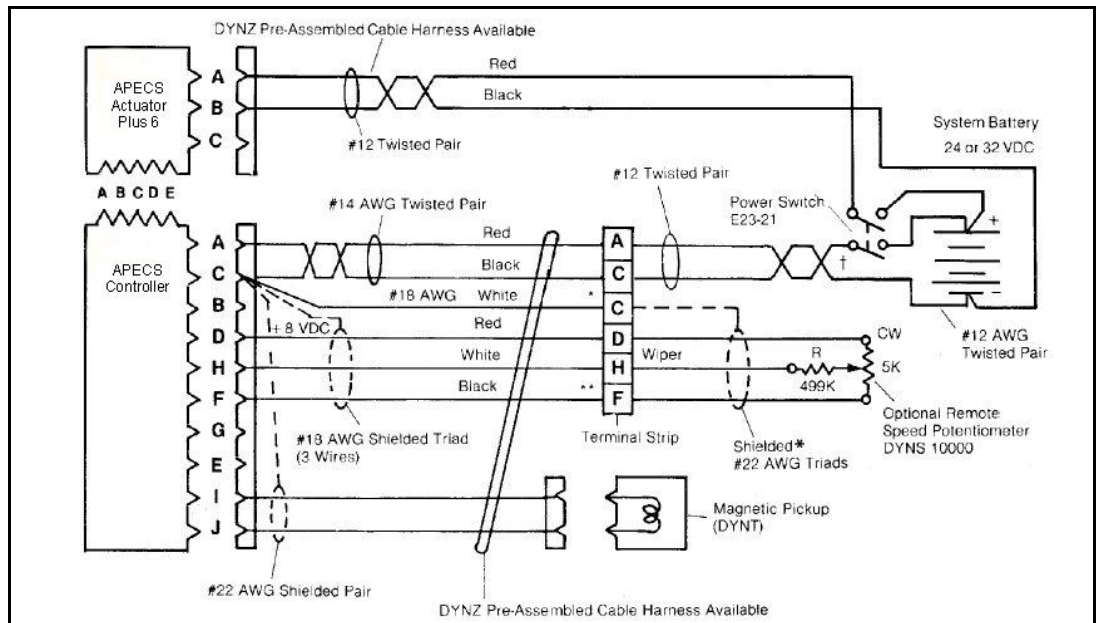 DYNZ Pre-Assembled Cable Harness Available
APECS
Actuator
Plus 6
A
B
C
Red
Black
#12 Twisted Pair
System Battery
24 or 32 VDC
A B C D E
#14 AWG Twisted Pair
#12 Twisted Pair
Power Switch
E23-21
+
†
−
APECS
Controller
A
C
B
D
H
F
G
E
I
J
Red
Black
#18 AWG White
+ 8 VDC
Red
White
Black
*
**
A
C
C
D
H
F
Terminal Strip
Wiper
R
499K
CW
5K
#12 AWG
Twisted Pair
Optional Remote
Speed Potentiometer
DYNS 10000
#18 AWG Shielded Triad
(3 Wires)
Shielded*
#22 AWG Triads
Magnetic Pickup
(DYNT)
#22 AWG Shielded Pair
DYNZ Pre-Assembled Cable Harness Available